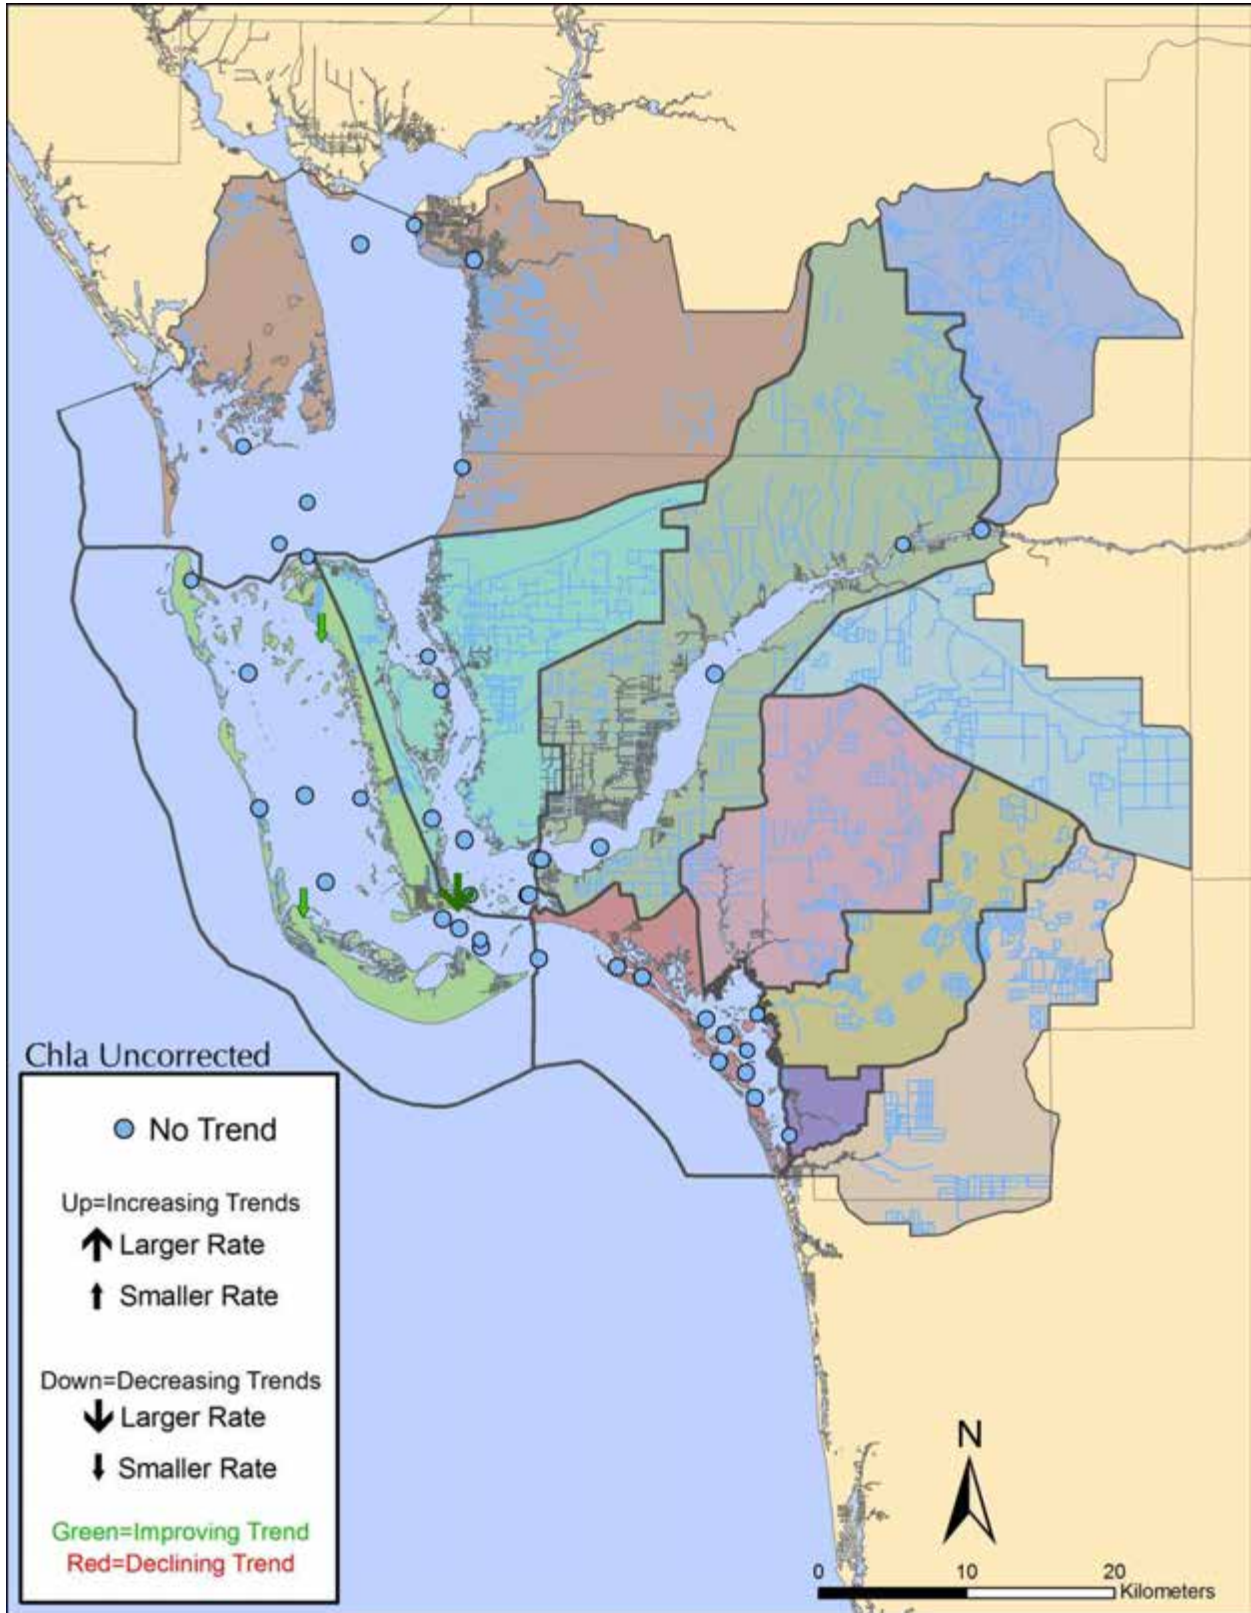 Chla Uncorrected
No Trend
Up=Increasing Trends
Larger Rate
Smaller Rate
Down=Decreasing Trends
Larger Rate
Smaller Rate
Green=Improving Trend
Red=Declining Trend
N
0 10 20
Kilometers